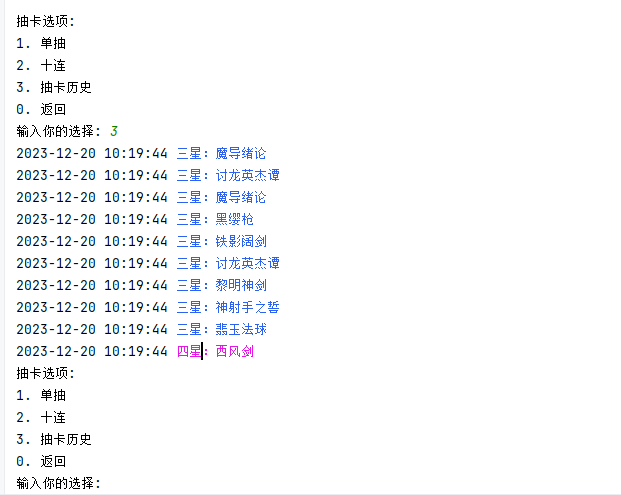 抽卡选项:
1. 单抽
2. 十连
3. 抽卡历史
0. 返回
输入你的选择: 3
2023-12-20 10:19:44 三星: 魔导绪论
2023-12-20 10:19:44 三星: 讨龙英杰谭
2023-12-20 10:19:44 三星: 魔导绪论
2023-12-20 10:19:44 三星: 黑缨枪
2023-12-20 10:19:44 三星: 铁影阔剑
2023-12-20 10:19:44 三星: 讨龙英杰谭
2023-12-20 10:19:44 三星: 黎明神剑
2023-12-20 10:19:44 三星: 神射手之誓
2023-12-20 10:19:44 三星: 翡玉法球
2023-12-20 10:19:44 四星: 西风剑
抽卡选项:
1. 单抽
2. 十连
3. 抽卡历史
0. 返回
输入你的选择: